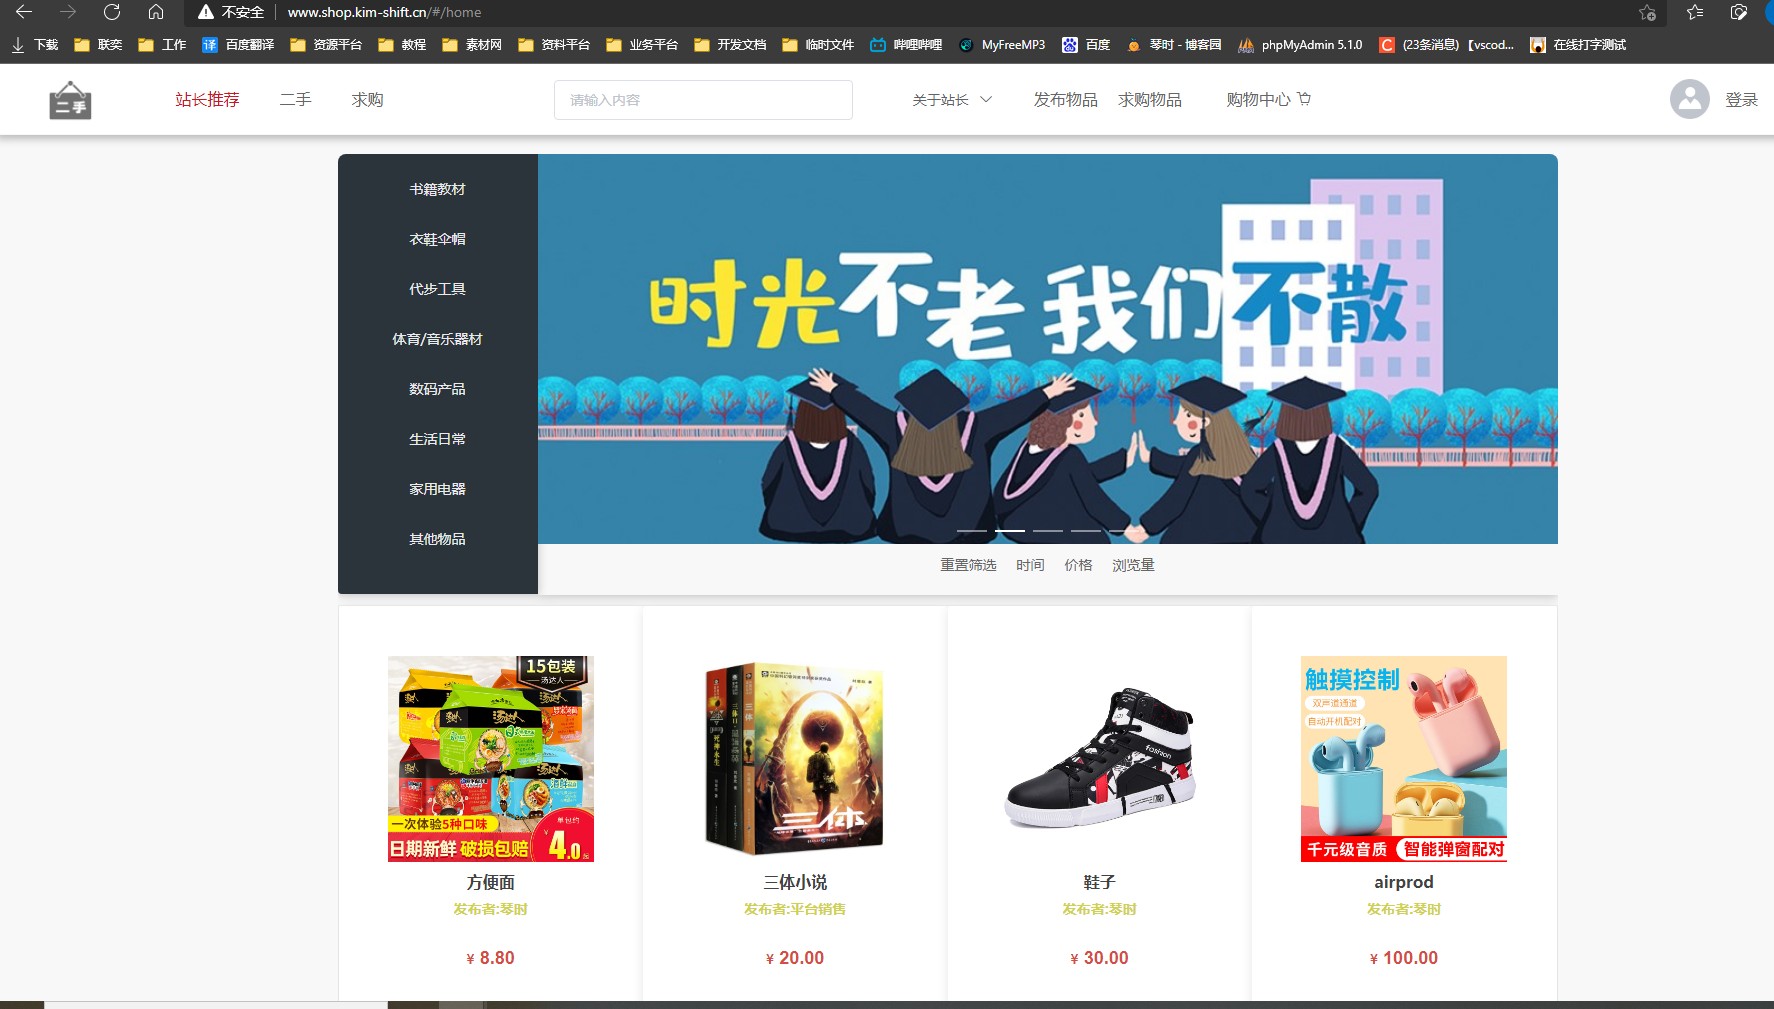 不安全 www.shop.kim-shift.cn/#/home
下载 联奕 工作 译 百度翻译 资源平台 教程 素材网 资料平台 业务平台 开发文档 临时文件 哔哩哔哩 MyFreeMP3 百度 琴时 - 博客园 phpMyAdmin 5.1.0 C (23条消息) 【vscod... 在线打字测试
二手 站长推荐 二手 求购 请输入内容 关于站长 发布物品 求购物品 购物中心 登录
书籍教材
衣鞋伞帽
代步工具
体育/音乐器材
数码产品
生活日常
家用电器
其他物品
时光不老 我们不散
重置筛选 时间 价格 浏览量
15包装
汤达人
一次体验5种口味
单包约
日期新鲜 破损包赔
¥4.0起
方便面
发布者:琴时
¥ 8.80
三体
死神永生
三体
三体小说
发布者:平台销售
¥ 20.00
fashion
鞋子
发布者:琴时
¥ 30.00
触摸控制
双声道通道
自动开机配对
千元级音质 智能弹窗配对
airprod
发布者:琴时
¥ 100.00